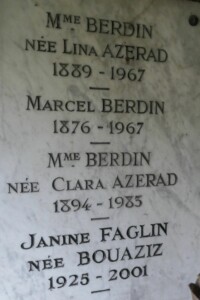 Mme BERDIN
NÉE LINA AZERAD
1889 - 1967
MARCEL BERDIN
1876 - 1967
Mme BERDIN
NÉE CLARA AZERAD
1894 - 1985
JANINE FAGLIN
NÉE BOUAZIZ
1925 - 2001